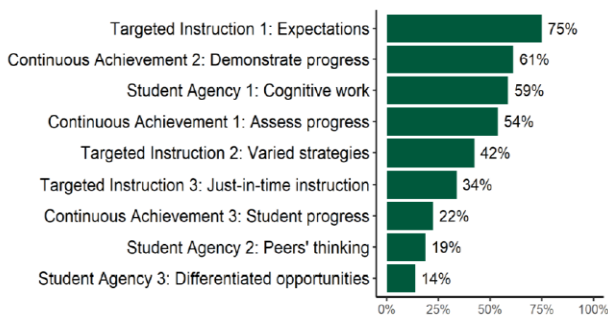 Targeted Instruction 1: Expectations 75%
Continuous Achievement 2: Demonstrate progress 61%
Student Agency 1: Cognitive work 59%
Continuous Achievement 1: Assess progress 54%
Targeted Instruction 2: Varied strategies 42%
Targeted Instruction 3: Just-in-time instruction 34%
Continuous Achievement 3: Student progress 22%
Student Agency 2: Peers' thinking 19%
Student Agency 3: Differentiated opportunities 14%
0% 25% 50% 75% 100%